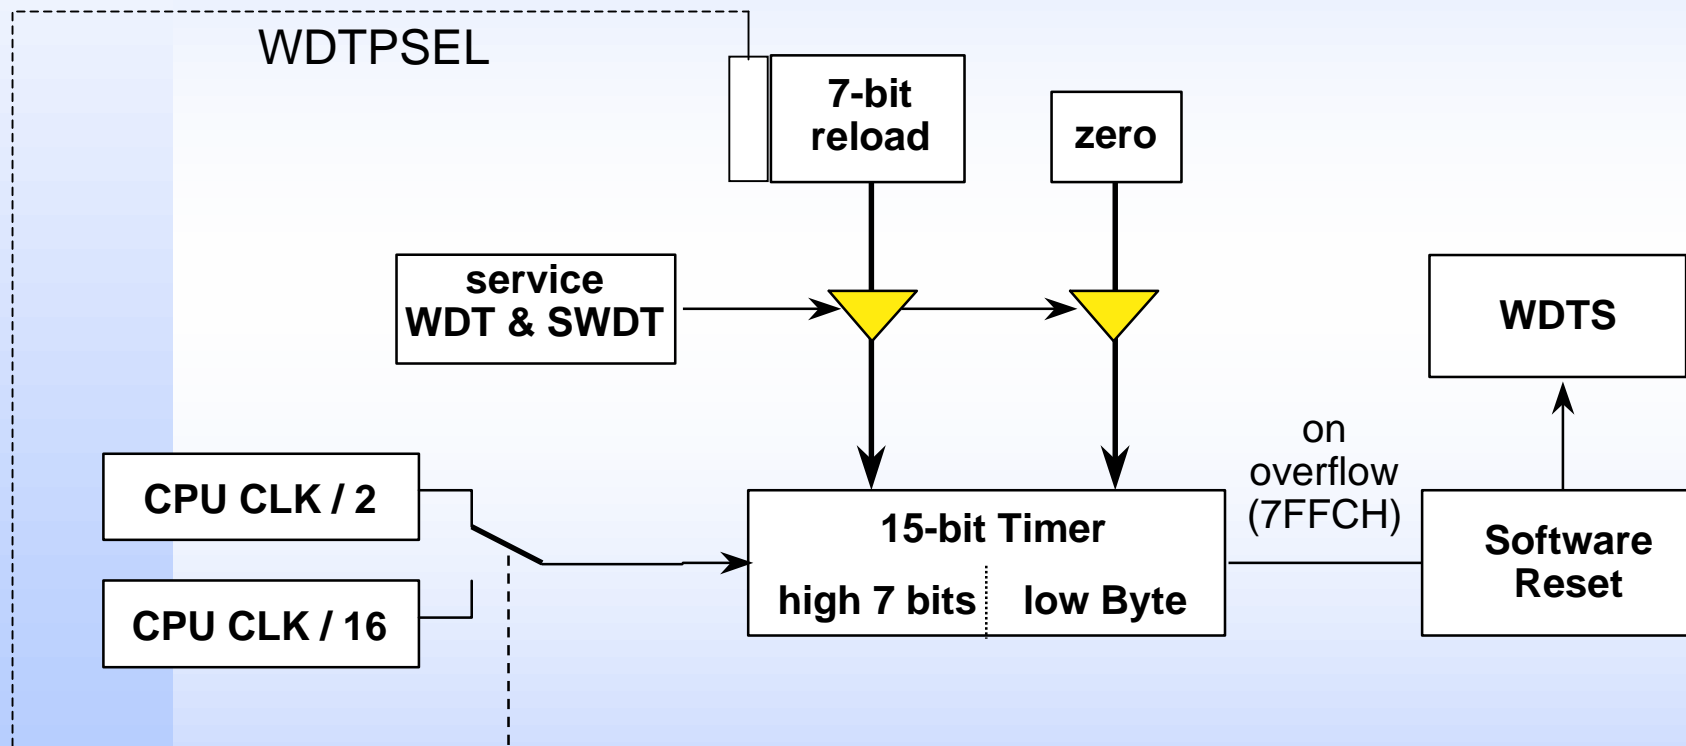 WDTPSEL
7-bit
reload
zero
service
WDT & SWDT
WDTS
on
overflow
(7FFCH)
CPU CLK / 2
15-bit Timer
high 7 bits
low Byte
Software
Reset
CPU CLK / 16